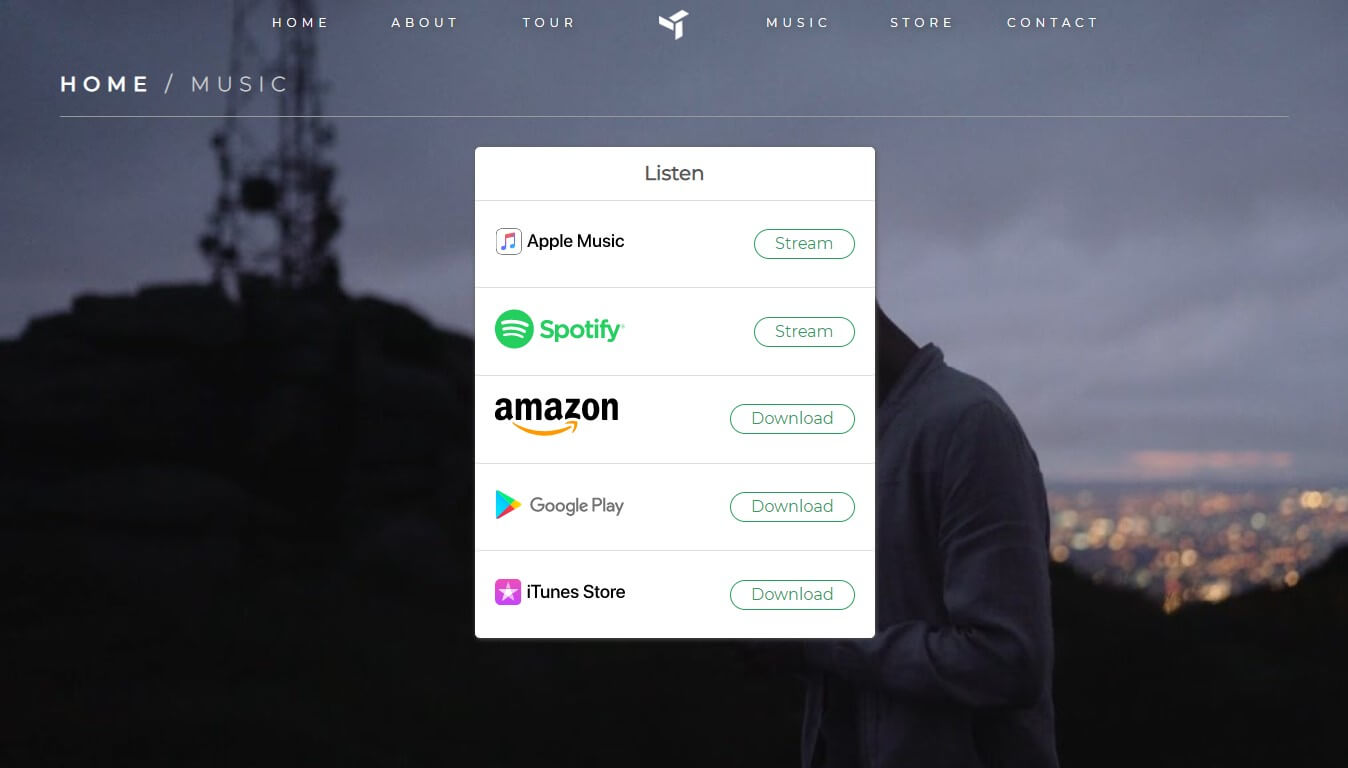 HOME ABOUT TOUR MUSIC STORE CONTACT
HOME / MUSIC
Listen
Apple Music Stream
Spotify Stream
amazon Download
Google Play Download
iTunes Store Download